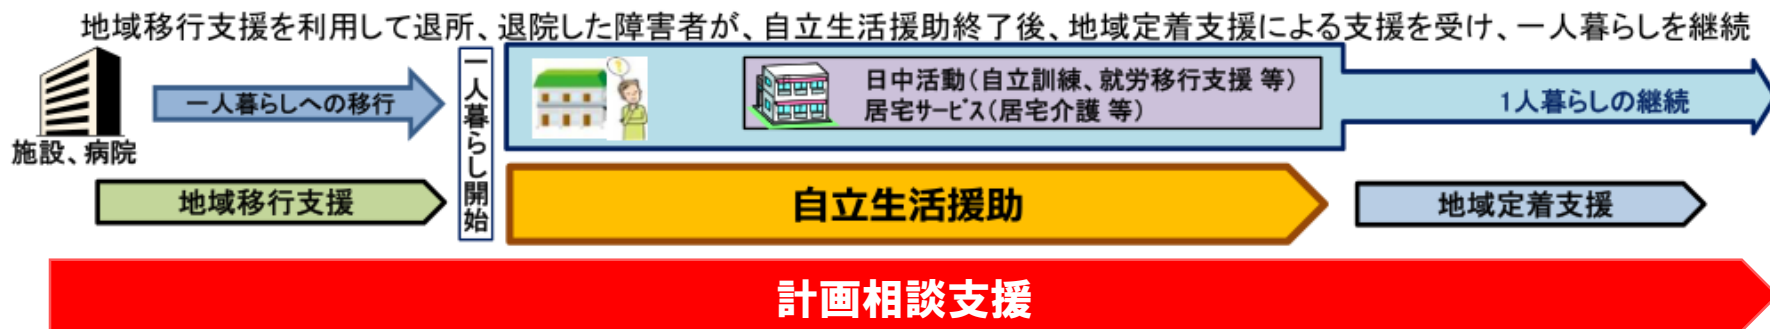 地域移行支援を利用して退所、退院した障害者が、自立生活援助終了後、地域定着支援による支援を受け、一人暮らしを継続
施設、病院
一人暮らしへの移行
地域移行支援
一人暮らし開始
日中活動（自立訓練、就労移行支援 等）
居宅サービス（居宅介護 等）
1人暮らしの継続
自立生活援助
地域定着支援
計画相談支援